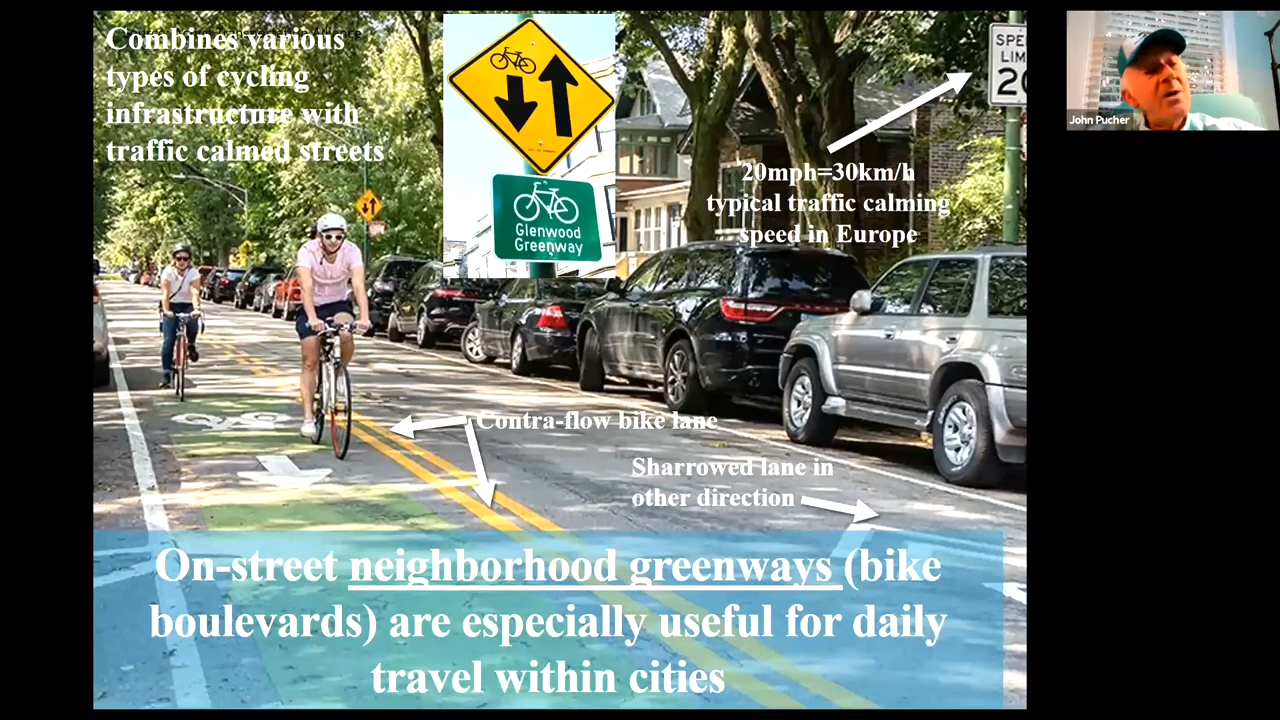 Combines various
types of cycling
infrastructure with
traffic calmed streets
Glenwood
Greenway
SPE
LIM
20
20mph=30km/h
typical traffic calming
speed in Europe
John Pucher
Contra-flow bike lane
Sharrowed lane in
other direction
On-street neighborhood greenways (bike
boulevards) are especially useful for daily
travel within cities